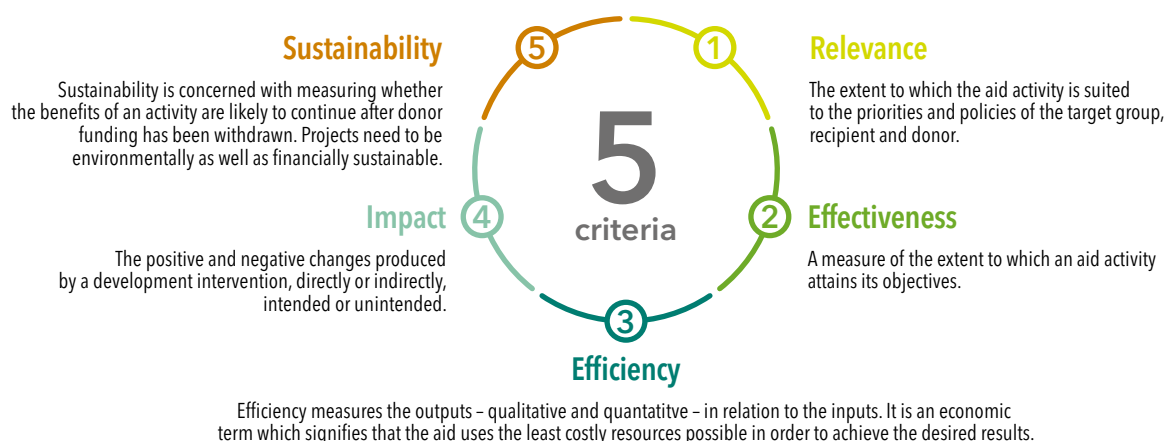 5
criteria
1
Relevance
The extent to which the aid activity is suited
to the priorities and policies of the target group,
recipient and donor.
2
Effectiveness
A measure of the extent to which an aid activity
attains its objectives.
3
Efficiency
Efficiency measures the outputs – qualitative and quantatitve – in relation to the inputs. It is an economic
term which signifies that the aid uses the least costly resources possible in order to achieve the desired results.
4
Impact
The positive and negative changes produced
by a development intervention, directly or indirectly,
intended or unintended.
5
Sustainability
Sustainability is concerned with measuring whether
the benefits of an activity are likely to continue after donor
funding has been withdrawn. Projects need to be
environmentally as well as financially sustainable.